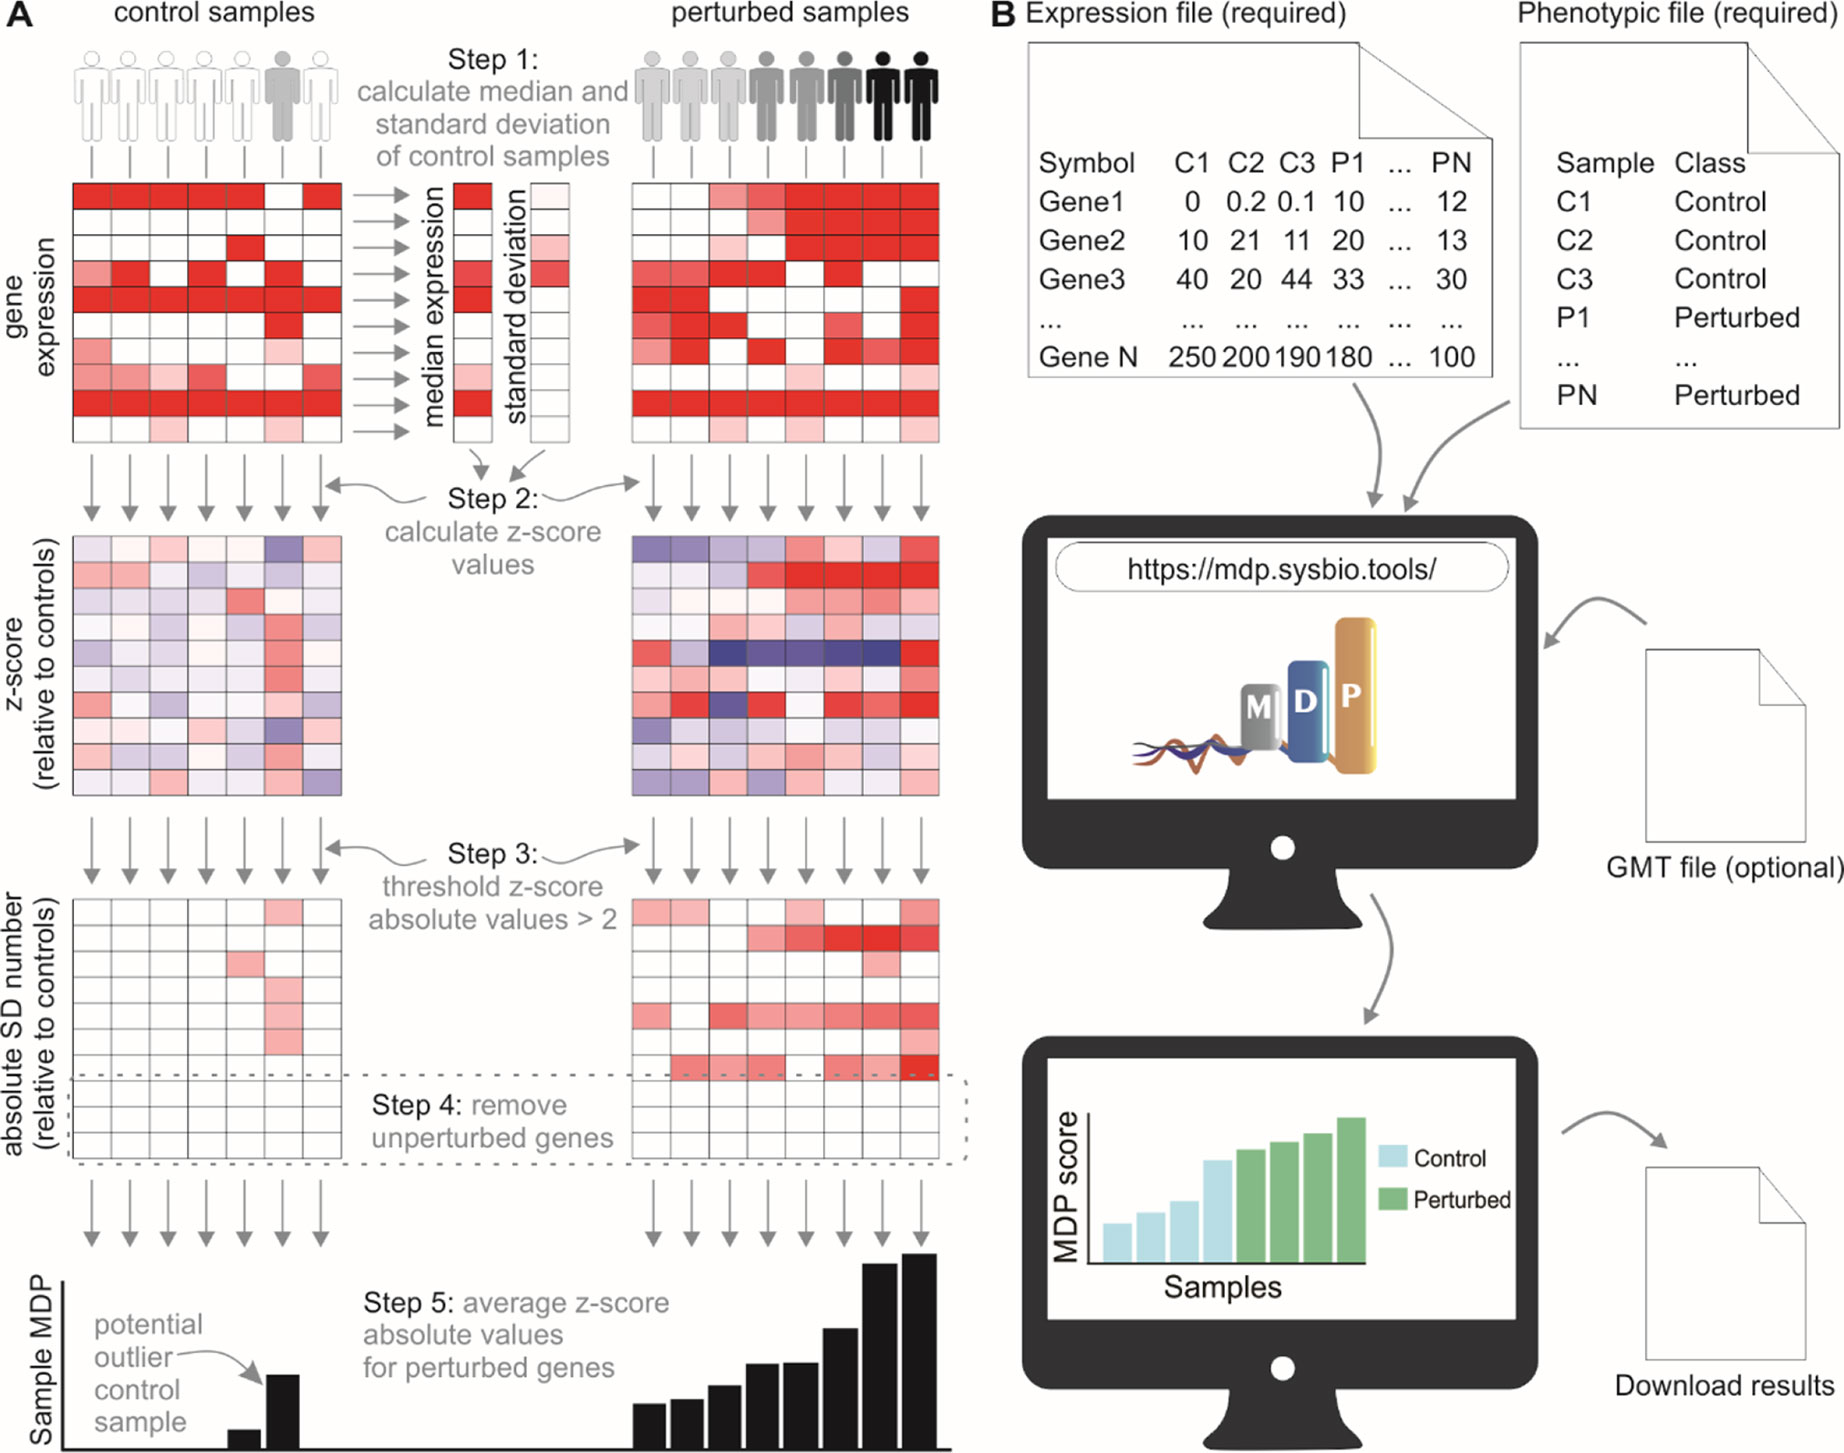 A
control samples
perturbed samples
Step 1:
calculate median and
standard deviation
of control samples
gene
expression
median expression
standard deviation
Step 2:
calculate z-score
values
z-score
(relative to controls)
Step 3:
threshold z-score
absolute values > 2
absolute SD number
(relative to controls)
Step 4: remove
unperturbed genes
Sample MDP
potential
outlier
control
sample
Step 5: average z-score
absolute values
for perturbed genes
B
Expression file (required)
Symbol C1 C2 C3 P1 ... PN
Gene1 0 0.2 0.1 10 ... 12
Gene2 10 21 11 20 ... 13
Gene3 40 20 44 33 ... 30
... ... ... ... ... ... ...
Gene N 250 200 190 180 ... 100
Phenotypic file (required)
Sample Class
C1 Control
C2 Control
C3 Control
P1 Perturbed
... ...
PN Perturbed
https://mdp.sysbio.tools/
M D P
GMT file (optional)
MDP score
Samples
Control
Perturbed
Download results